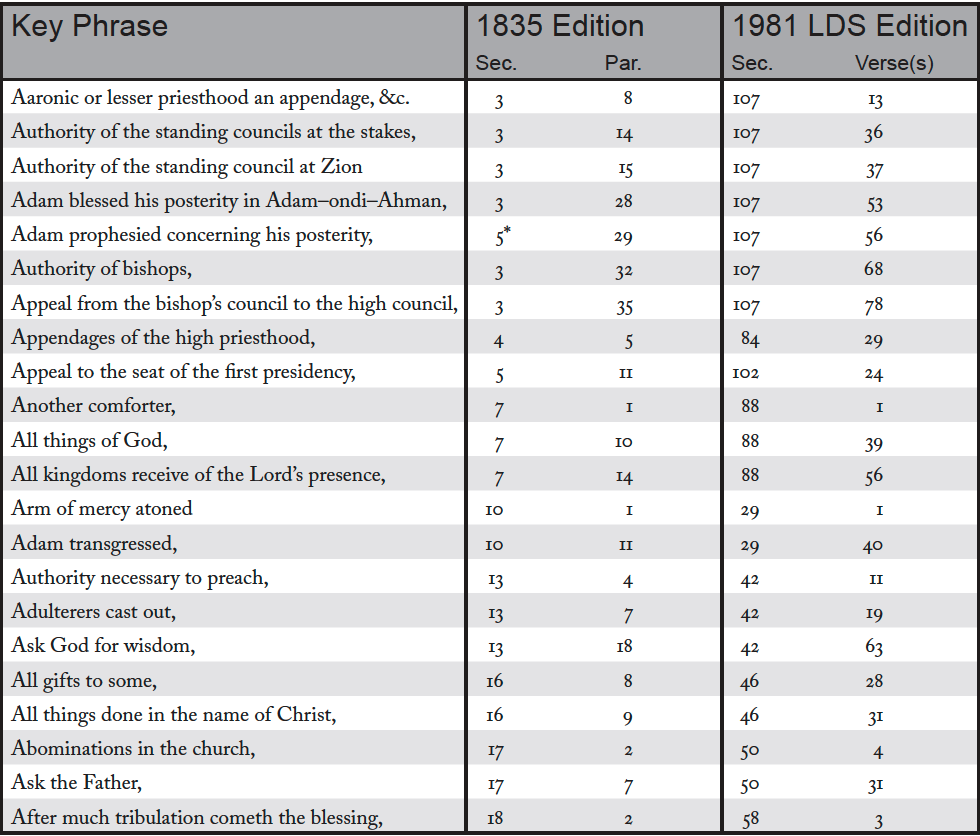 Key Phrase 1835 Edition 1981 LDS Edition
Sec. Par. Sec. Verse(s)
Aaronic or lesser priesthood an appendage, &c. 3 8 107 13
Authority of the standing councils at the stakes, 3 14 107 36
Authority of the standing council at Zion 3 15 107 37
Adam blessed his posterity in Adam–ondi–Ahman, 3 28 107 53
Adam prophesied concerning his posterity, 5* 29 107 56
Authority of bishops, 3 32 107 68
Appeal from the bishop’s council to the high council, 3 35 107 78
Appendages of the high priesthood, 4 5 84 29
Appeal to the seat of the first presidency, 5 11 102 24
Another comforter, 7 1 88 1
All things of God, 7 10 88 39
All kingdoms receive of the Lord’s presence, 7 14 88 56
Arm of mercy atoned 10 1 29 1
Adam transgressed, 10 11 29 40
Authority necessary to preach, 13 4 42 11
Adulterers cast out, 13 7 42 19
Ask God for wisdom, 13 18 42 63
All gifts to some, 16 8 46 28
All things done in the name of Christ, 16 9 46 31
Abominations in the church, 17 2 50 4
Ask the Father, 17 7 50 31
After much tribulation cometh the blessing, 18 2 58 3